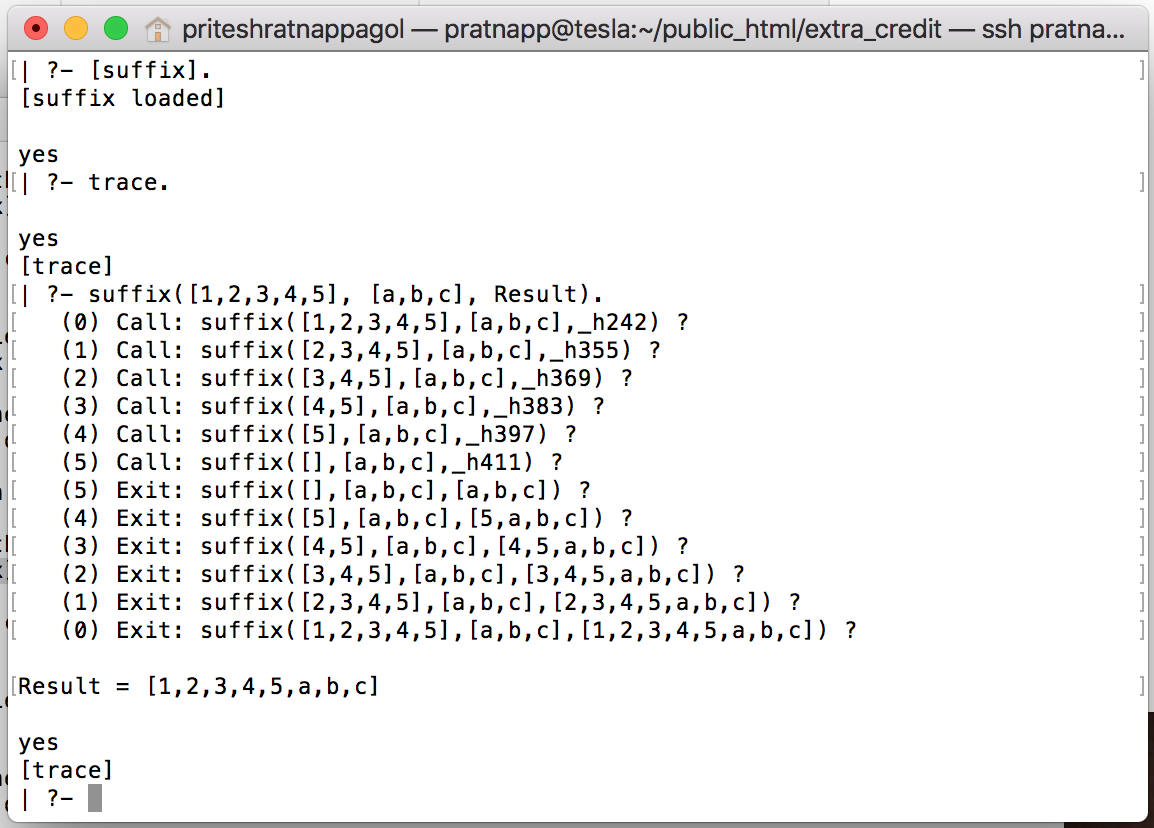 priteshratnappagol — pratnapp@tesla:~/public_html/extra_credit — ssh pratna...
| ?- [suffix].
[suffix loaded]
yes
| ?- trace.
yes
[trace]
| ?- suffix([1,2,3,4,5], [a,b,c], Result).
(0) Call: suffix([1,2,3,4,5],[a,b,c],_h242) ?
(1) Call: suffix([2,3,4,5],[a,b,c],_h355) ?
(2) Call: suffix([3,4,5],[a,b,c],_h369) ?
(3) Call: suffix([4,5],[a,b,c],_h383) ?
(4) Call: suffix([5],[a,b,c],_h397) ?
(5) Call: suffix([],[a,b,c],_h411) ?
(5) Exit: suffix([],[a,b,c],[a,b,c]) ?
(4) Exit: suffix([5],[a,b,c],[5,a,b,c]) ?
(3) Exit: suffix([4,5],[a,b,c],[4,5,a,b,c]) ?
(2) Exit: suffix([3,4,5],[a,b,c],[3,4,5,a,b,c]) ?
(1) Exit: suffix([2,3,4,5],[a,b,c],[2,3,4,5,a,b,c]) ?
(0) Exit: suffix([1,2,3,4,5],[a,b,c],[1,2,3,4,5,a,b,c]) ?
Result = [1,2,3,4,5,a,b,c]
yes
[trace]
| ?-